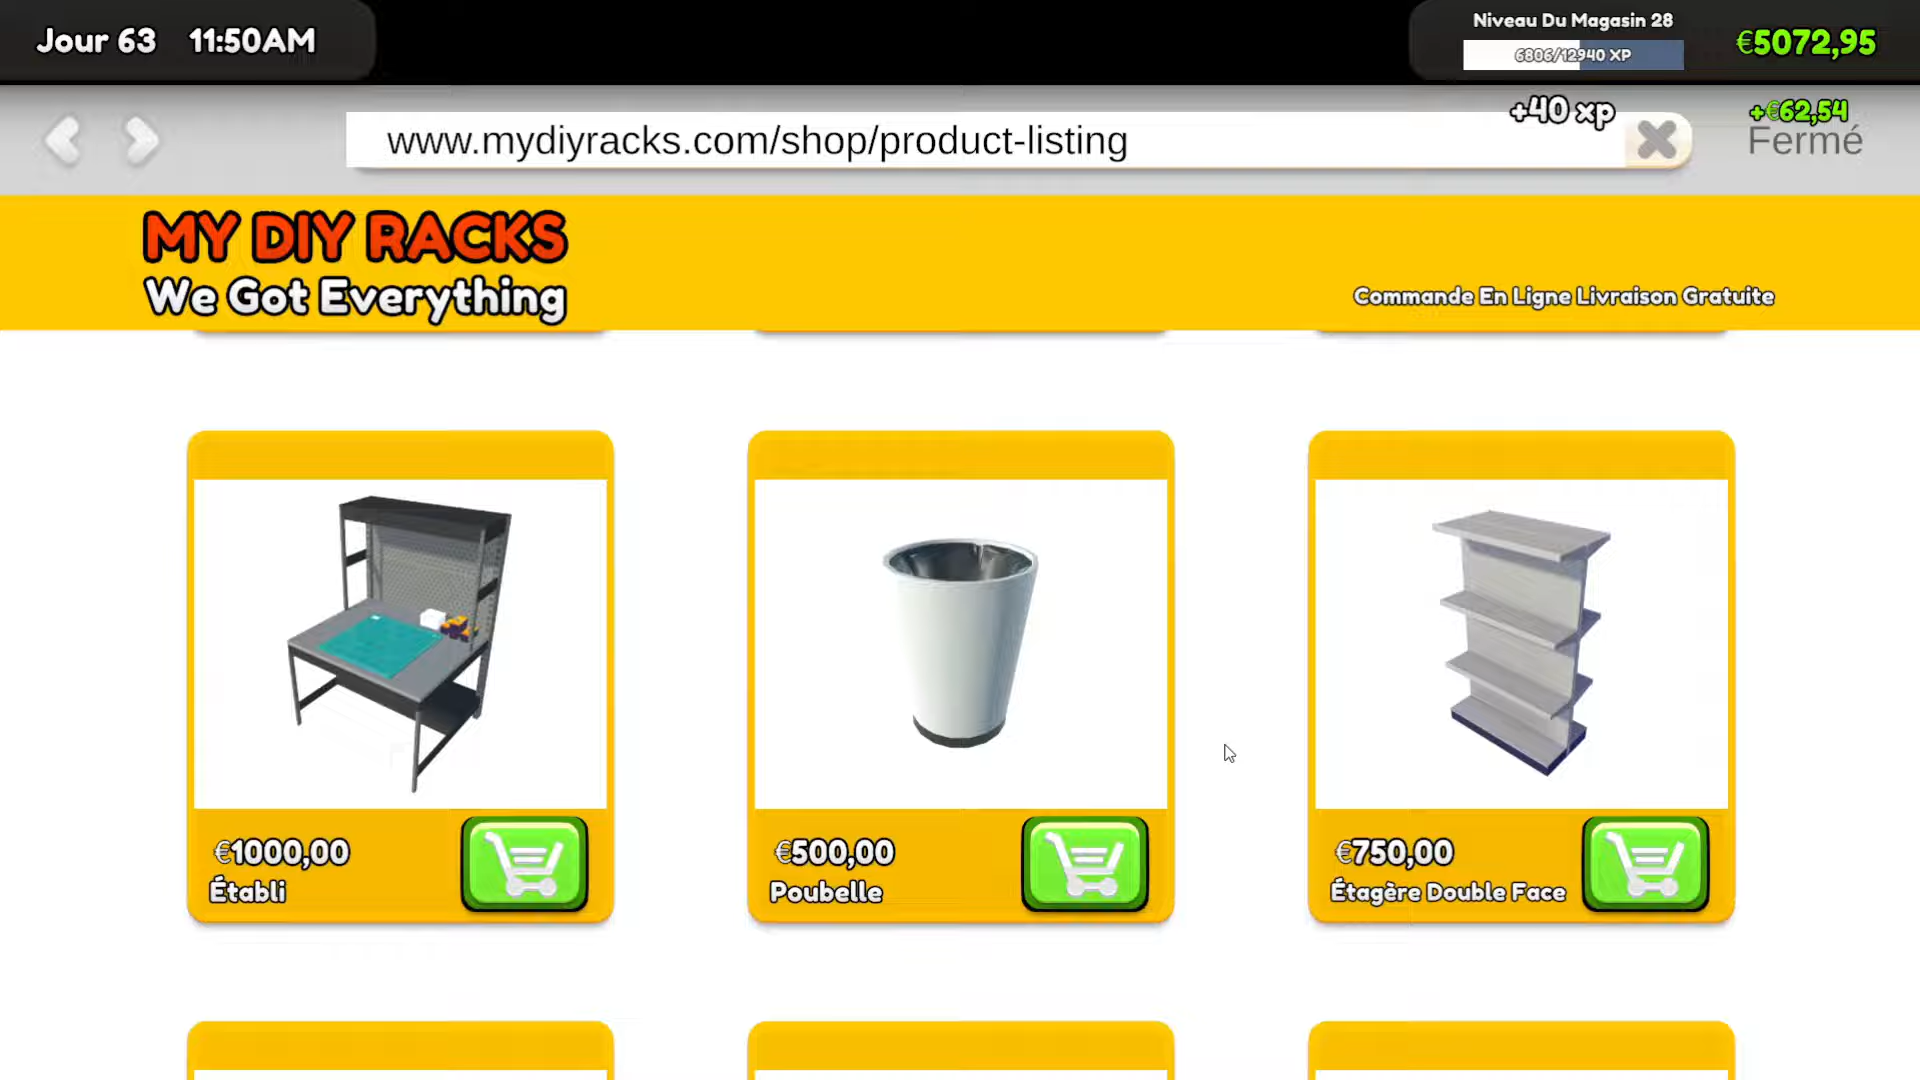 Jour 63 11:50AM
Niveau Du Magasin 28
6806/12940 XP
€5072,95
+40 xp
+€62,54
www.mydiyracks.com/shop/product-listing
Fermé
MY DIY RACKS
We Got Everything
Commande En Ligne Livraison Gratuite
€1000,00
Établi
€500,00
Poubelle
€750,00
Étagère Double Face